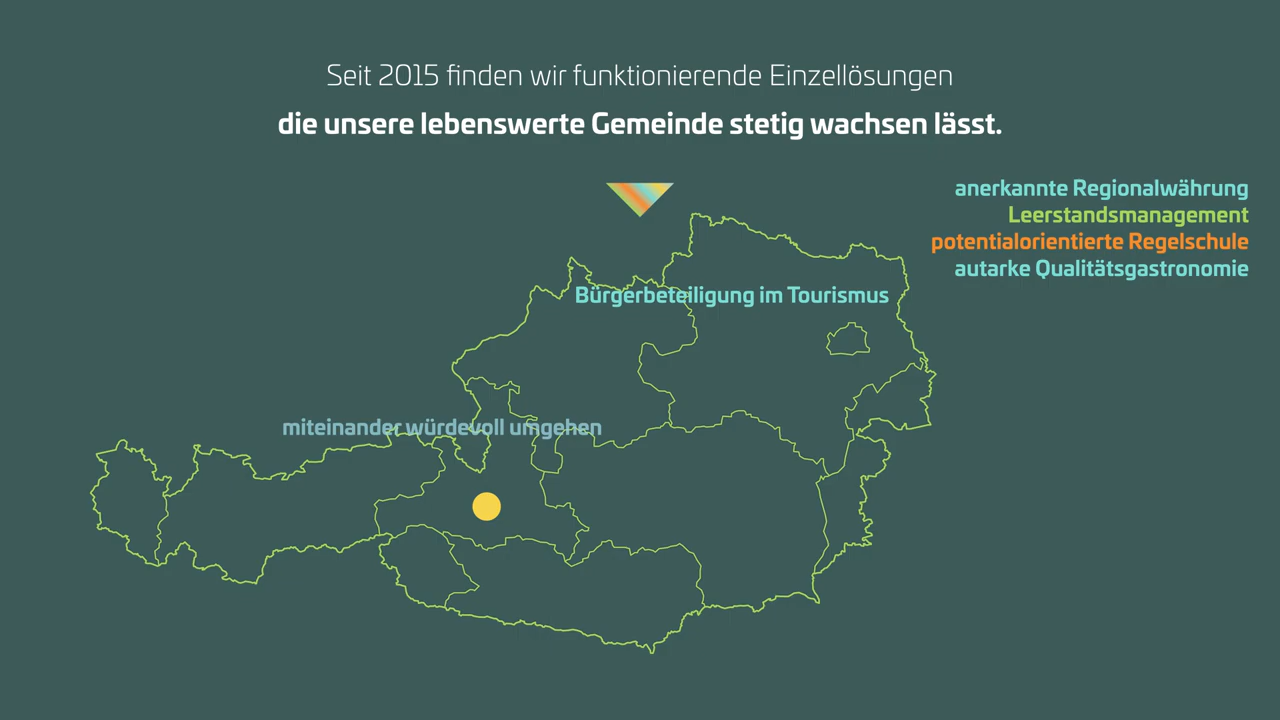 Seit 2015 finden wir funktionierende Einzellösungen
die unsere lebenswerte Gemeinde stetig wachsen lässt.
anerkannte Regionalwährung
Leerstandsmanagement
potentialorientierte Regelschule
autarke Qualitätsgastronomie
Bürgerbeteiligung im Tourismus
miteinander würdevoll umgehen